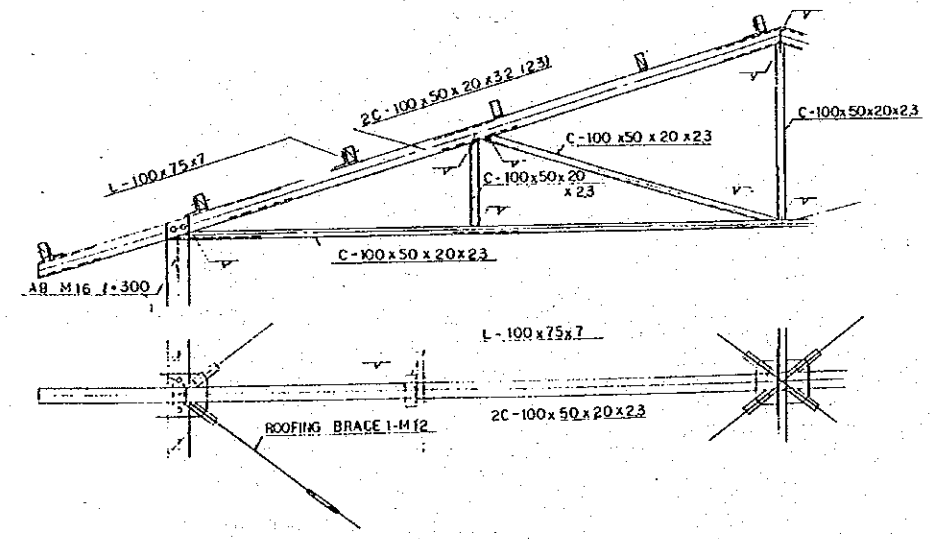 2C-100x50x20x3.2 (2.3)
L-100x75x7
C-100x50x20x2.3
C-100x50x20x2.3
C-100x50x20
x2.3
C-100x50x20x2.3
AB M16 ℓ=300
L-100x75x7
2C-100x50x20x2.3
ROOFING BRACE 1-M12